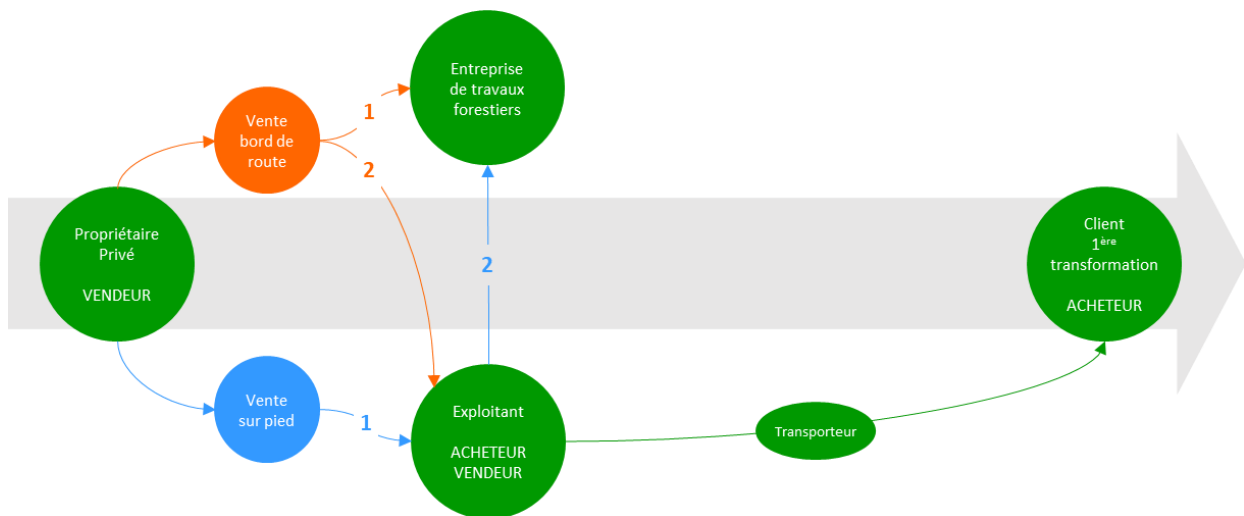 Entreprise
de travaux
forestiers
1
Vente
bord de
route
2
Propriétaire
Privé
VENDEUR
Client
1ère
transformation
ACHETEUR
2
Vente
sur pied
1
Exploitant
ACHETEUR
VENDEUR
Transporteur